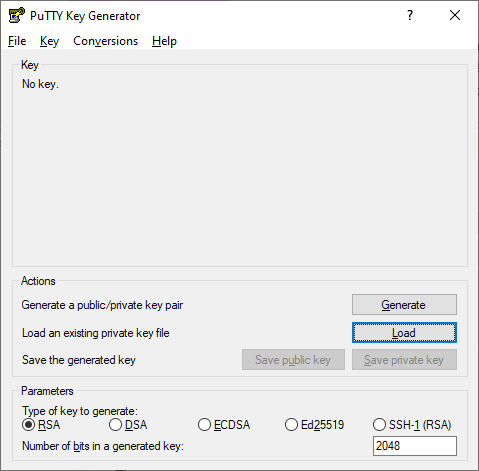 PuTTY Key Generator ?
File Key Conversions Help
Key
No key.
Actions
Generate a public/private key pair Generate
Load an existing private key file Load
Save the generated key Save public key Save private key
Parameters
Type of key to generate:
RSA DSA ECDSA Ed25519 SSH-1 (RSA)
Number of bits in a generated key: 2048